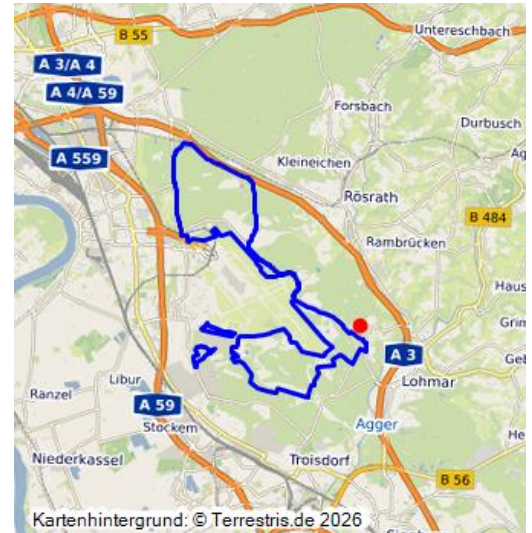 Untereschbach
B 55
A 3/A 4
A 4/A 59
Forsbach
Durbusch
A 559
Kleineichen
Rösrath
B 484
Rambrücken
Haus
Grim
A 3
Libur
Lohmar
Ranzel
A 59
Stockem
Agger
Niederkassel
Troisdorf
B 56
Kartenhintergrund: © Terrestris.de 2026